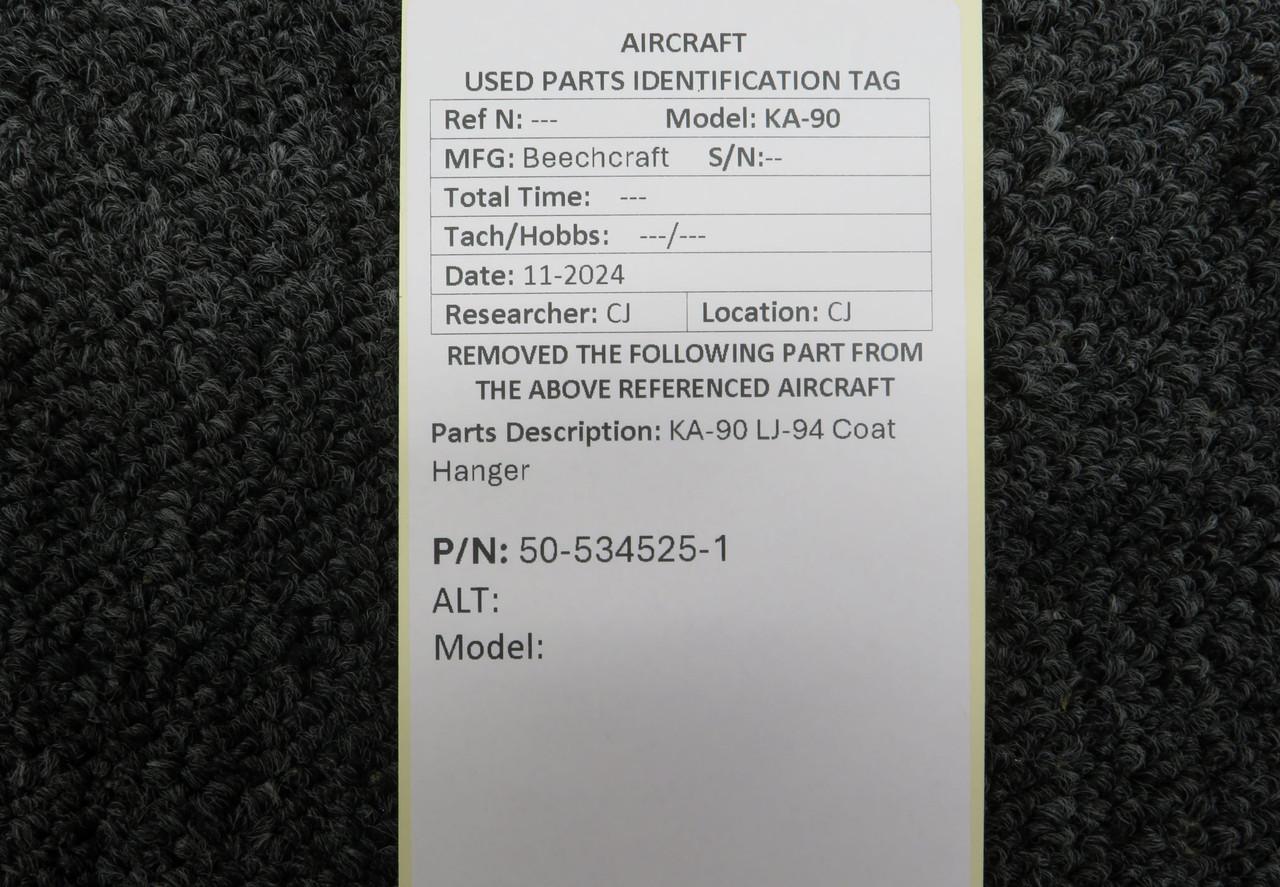 AIRCRAFT
USED PARTS IDENTIFICATION TAG
Ref N: --- Model: KA-90
MFG: Beechcraft S/N:--
Total Time: ---
Tach/Hobbs: ---/---
Date: 11-2024
Researcher: CJ Location: CJ
REMOVED THE FOLLOWING PART FROM
THE ABOVE REFERENCED AIRCRAFT
Parts Description: KA-90 LJ-94 Coat
Hanger
P/N: 50-534525-1
ALT:
Model: